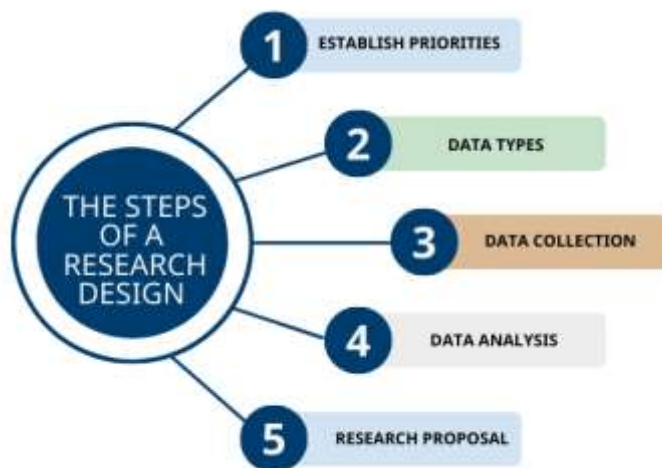 THE STEPS
OF A
RESEARCH
DESIGN
1 ESTABLISH PRIORITIES
2 DATA TYPES
3 DATA COLLECTION
4 DATA ANALYSIS
5 RESEARCH PROPOSAL